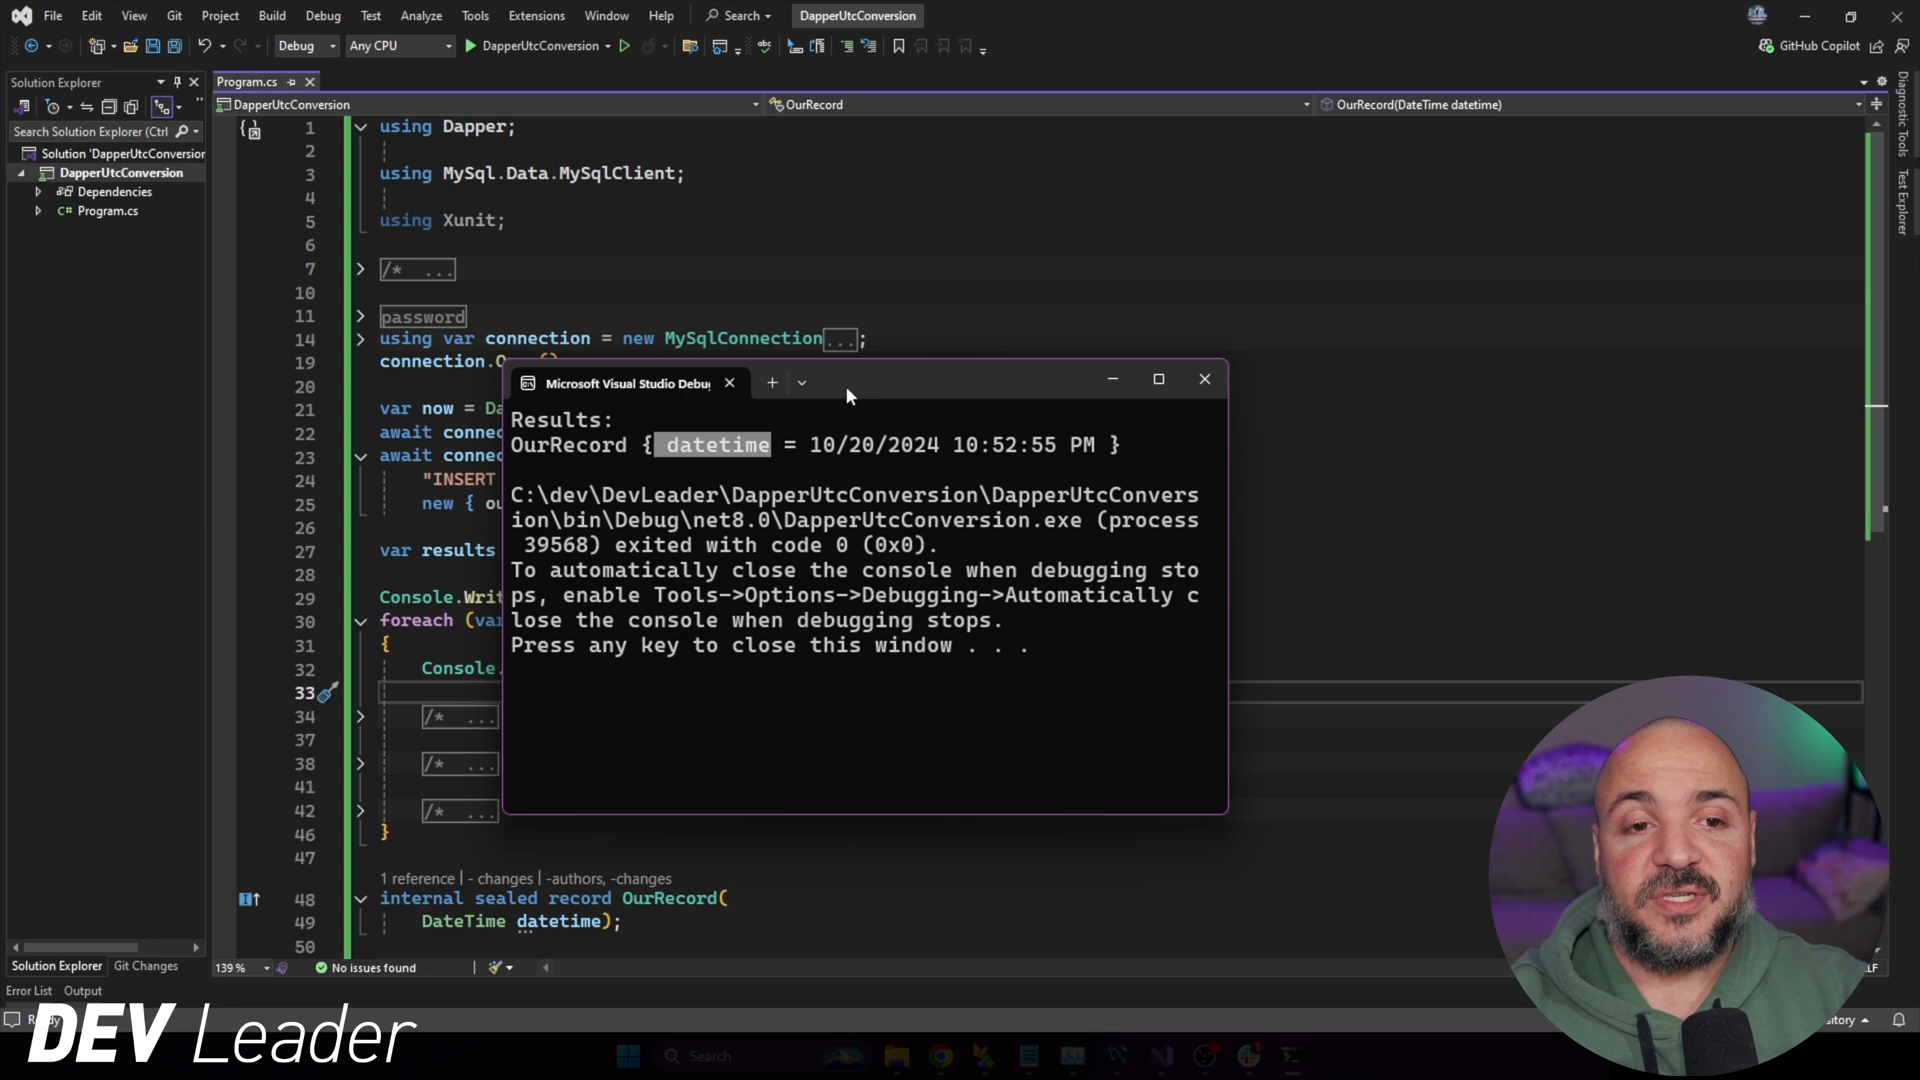 File Edit View Git Project Build Debug Test Analyze Tools Extensions Window Help Search DapperUtcConversion
Debug Any CPU DapperUtcConversion GitHub Copilot
Solution Explorer
Search Solution Explorer (Ctrl
Solution 'DapperUtcConversion
DapperUtcConversion
Dependencies
C# Program.cs
Program.cs
DapperUtcConversion OurRecord OurRecord(DateTime datetime)
1 using Dapper;
2
3 using MySql.Data.MySqlClient;
4
5 using Xunit;
6
7 /* ...
10
11 password
14 using var connection = new MySqlConnection...;
19 connection.O
20
21 var now = Da
22 await connec
23 await connec
24 "INSERT
25 new { ou
26
27 var results
28
29 Console.Writ
30 foreach (var
31 {
32 Console.
33
34 /* ...
37
38 /* ...
41
42 /* ...
46 }
47
1 reference | - changes | -authors, -changes
48 internal sealed record OurRecord(
49 DateTime datetime);
50
Microsoft Visual Studio Debug
Results:
OurRecord { datetime = 10/20/2024 10:52:55 PM }
C:\dev\DevLeader\DapperUtcConversion\DapperUtcConvers
ion\bin\Debug\net8.0\DapperUtcConversion.exe (process
39568) exited with code 0 (0x0).
To automatically close the console when debugging sto
ps, enable Tools->Options->Debugging->Automatically c
lose the console when debugging stops.
Press any key to close this window . . .
Diagnostic Tools
Test Explorer
Solution Explorer Git Changes
139 % No issues found
Error List Output
DEV Leader
Search